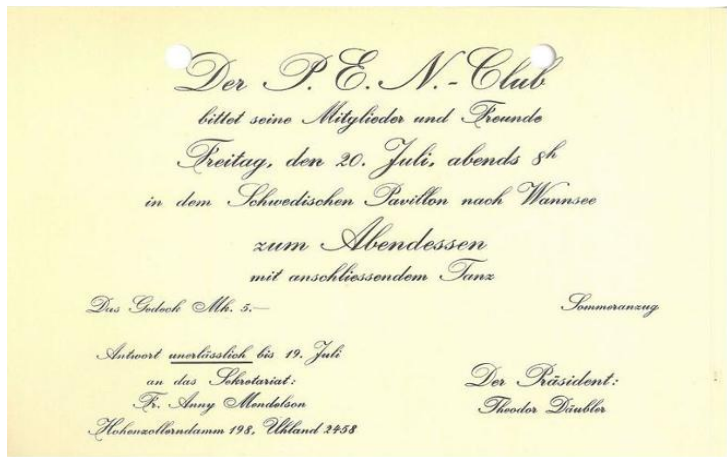 Der P. E. N.-Club
bittet seine Mitglieder und Freunde
Freitag, den 20. Juli, abends 8h
in dem Schwedischen Pavillon nach Wannsee
zum Abendessen
mit anschliessendem Tanz
Das Gedeck Mk. 5.—
Sommeranzug
Antwort unerlässlich bis 19. Juli
an das Sekretariat:
Fr. Anny Mendelson
Hohenzollerndamm 198, Uhland 2458
Der Präsident:
Theodor Däubler